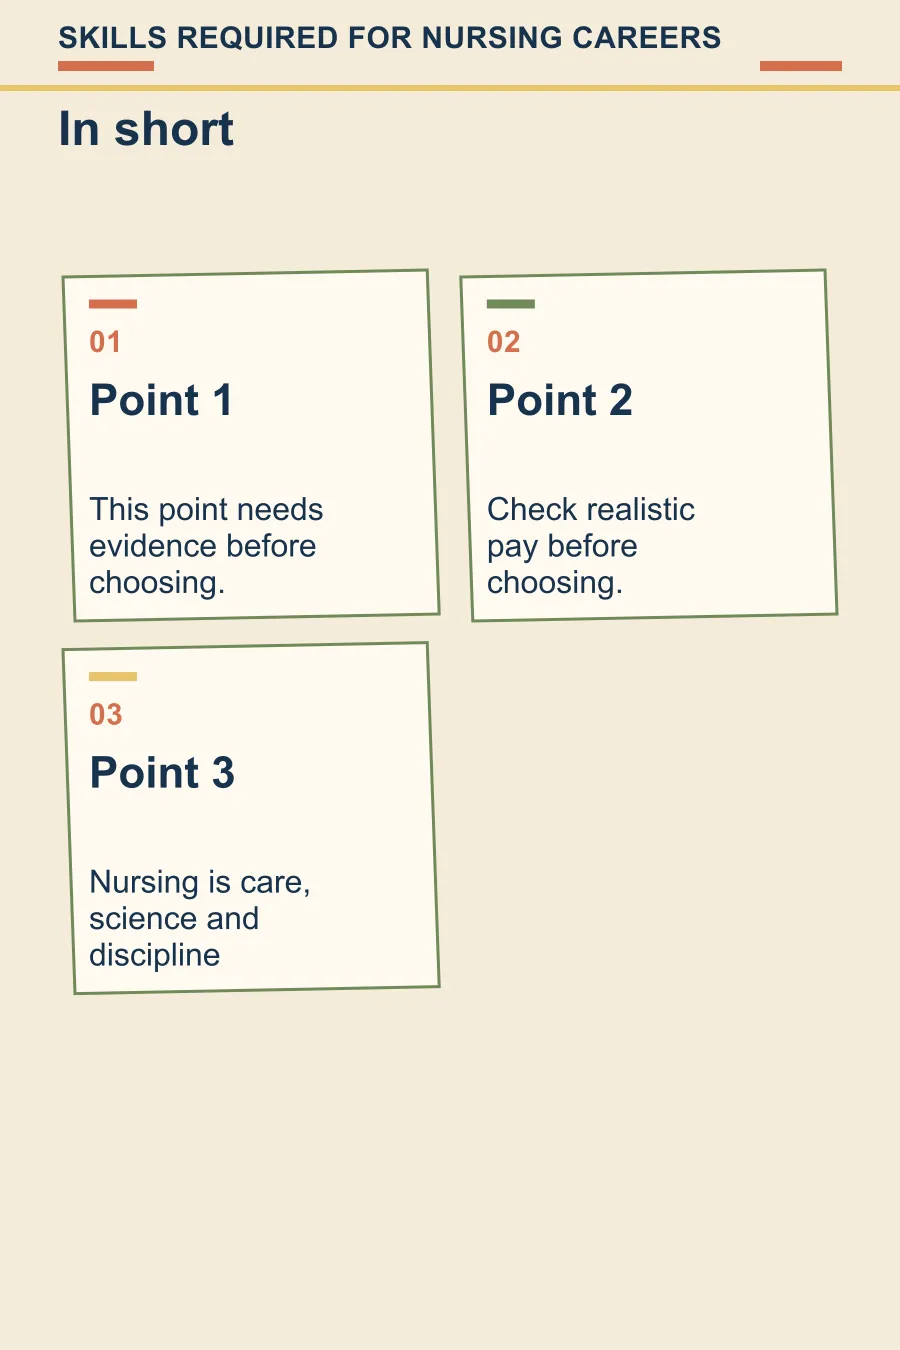 SKILLS REQUIRED FOR NURSING CAREERS
In short
01
Point 1
This point needs
evidence before
choosing.
02
Point 2
Check realistic
pay before
choosing.
03
Point 3
Nursing is care,
science and
discipline